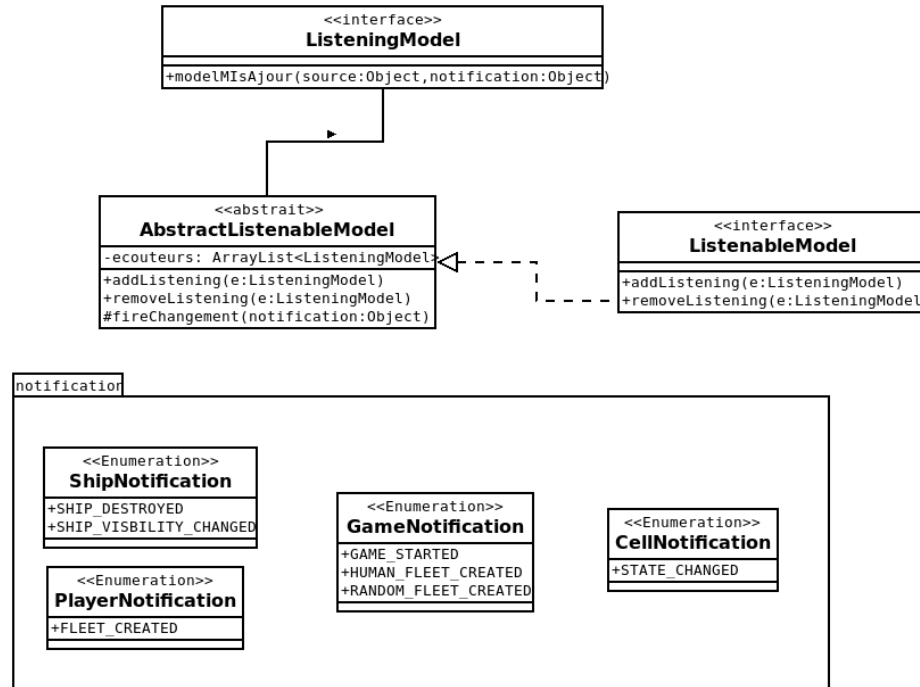 <<interface>>
ListeningModel
+modelMIsAjour(source:Object,notification:Object)
<<abstrait>>
AbstractListenableModel
-ecouteurs: ArrayList<ListeningModel>
+addListening(e:ListeningModel)
+removeListening(e:ListeningModel)
#fireChangement(notification:Object)
<<interface>>
ListenableModel
+addListening(e:ListeningModel)
+removeListening(e:ListeningModel
notification
<<Enumeration>>
ShipNotification
+SHIP_DESTROYED
+SHIP_VISBILITY_CHANGED
<<Enumeration>>
PlayerNotification
+FLEET_CREATED
<<Enumeration>>
GameNotification
+GAME_STARTED
+HUMAN_FLEET_CREATED
+RANDOM_FLEET_CREATED
<<Enumeration>>
CellNotification
+STATE_CHANGED